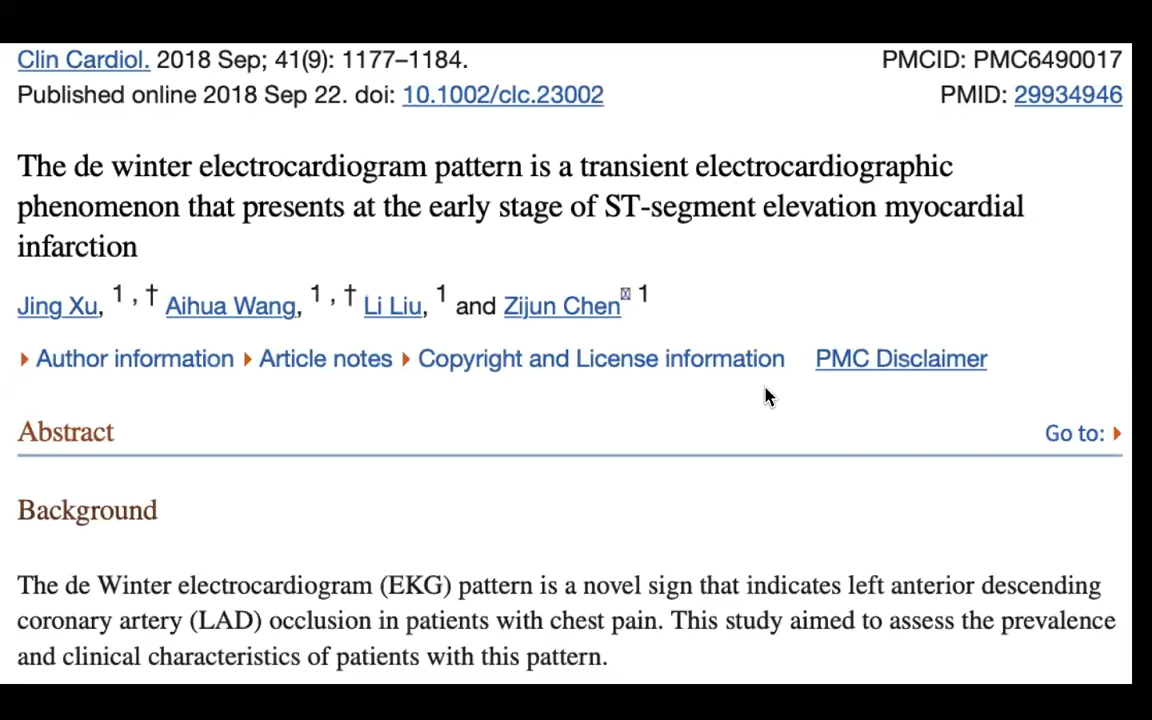 Clin Cardiol. 2018 Sep; 41(9): 1177–1184. PMCID: PMC6490017
Published online 2018 Sep 22. doi: 10.1002/clc.23002 PMID: 29934946
The de winter electrocardiogram pattern is a transient electrocardiographic
phenomenon that presents at the early stage of ST-segment elevation myocardial
infarction
Jing Xu, 1 , † Aihua Wang, 1 , † Li Liu, 1 and Zijun Chen 1
Author information Article notes Copyright and License information PMC Disclaimer
Abstract Go to:
Background
The de Winter electrocardiogram (EKG) pattern is a novel sign that indicates left anterior descending
coronary artery (LAD) occlusion in patients with chest pain. This study aimed to assess the prevalence
and clinical characteristics of patients with this pattern.